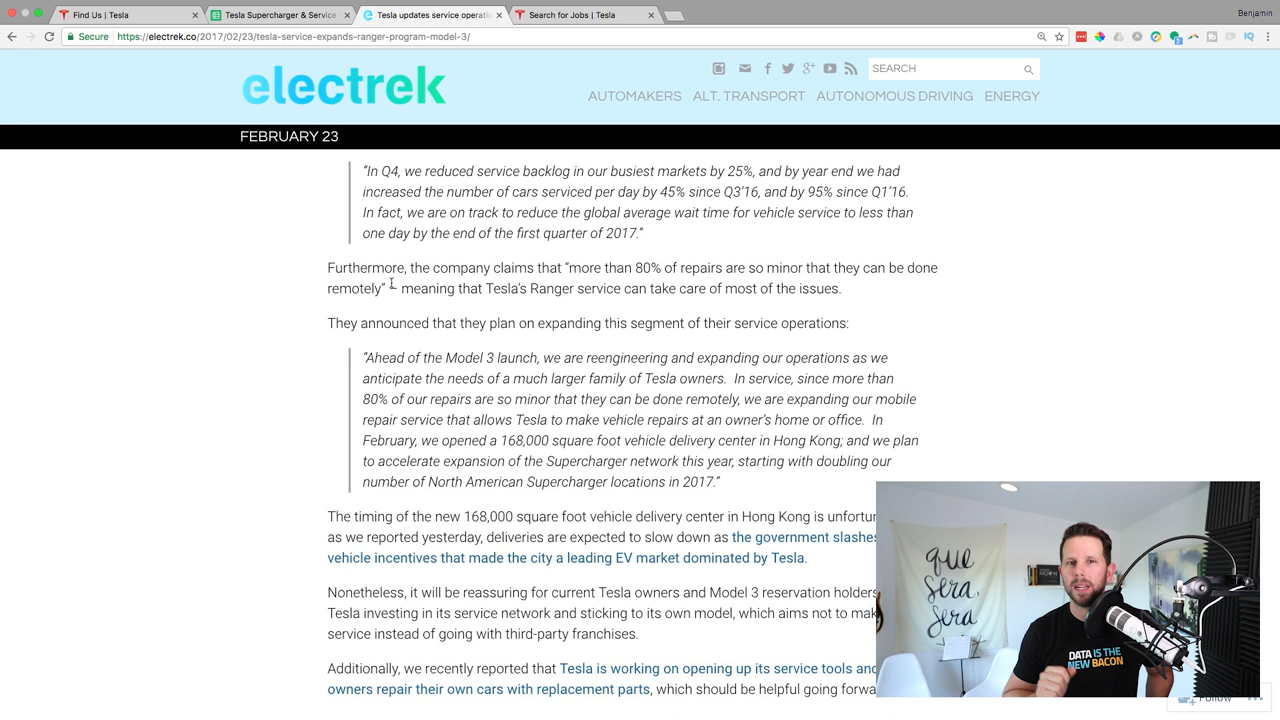 Find Us | Tesla
Tesla Supercharger & Service
Tesla updates service operatio
Search for Jobs | Tesla
Benjamin
Secure
https://electrek.co/2017/02/23/tesla-service-expands-ranger-program-model-3/
electrek
SEARCH
AUTOMAKERS ALT. TRANSPORT AUTONOMOUS DRIVING ENERGY
FEBRUARY 23
“In Q4, we reduced service backlog in our busiest markets by 25%, and by year end we had
increased the number of cars serviced per day by 45% since Q3’16, and by 95% since Q1’16.
In fact, we are on track to reduce the global average wait time for vehicle service to less than
one day by the end of the first quarter of 2017.”
Furthermore, the company claims that “more than 80% of repairs are so minor that they can be done
remotely” – meaning that Tesla’s Ranger service can take care of most of the issues.
They announced that they plan on expanding this segment of their service operations:
“Ahead of the Model 3 launch, we are reengineering and expanding our operations as we
anticipate the needs of a much larger family of Tesla owners. In service, since more than
80% of our repairs are so minor that they can be done remotely, we are expanding our mobile
repair service that allows Tesla to make vehicle repairs at an owner’s home or office. In
February, we opened a 168,000 square foot vehicle delivery center in Hong Kong; and we plan
to accelerate expansion of the Supercharger network this year, starting with doubling our
number of North American Supercharger locations in 2017.”
The timing of the new 168,000 square foot vehicle delivery center in Hong Kong is unfortun
as we reported yesterday, deliveries are expected to slow down as the government slashes
vehicle incentives that made the city a leading EV market dominated by Tesla.
Nonetheless, it will be reassuring for current Tesla owners and Model 3 reservation holders
Tesla investing in its service network and sticking to its own model, which aims not to mak
service instead of going with third-party franchises.
Additionally, we recently reported that Tesla is working on opening up its service tools and
owners repair their own cars with replacement parts, which should be helpful going forwa
que
sera,
sera
DATA IS THE
NEW BACON
Follow